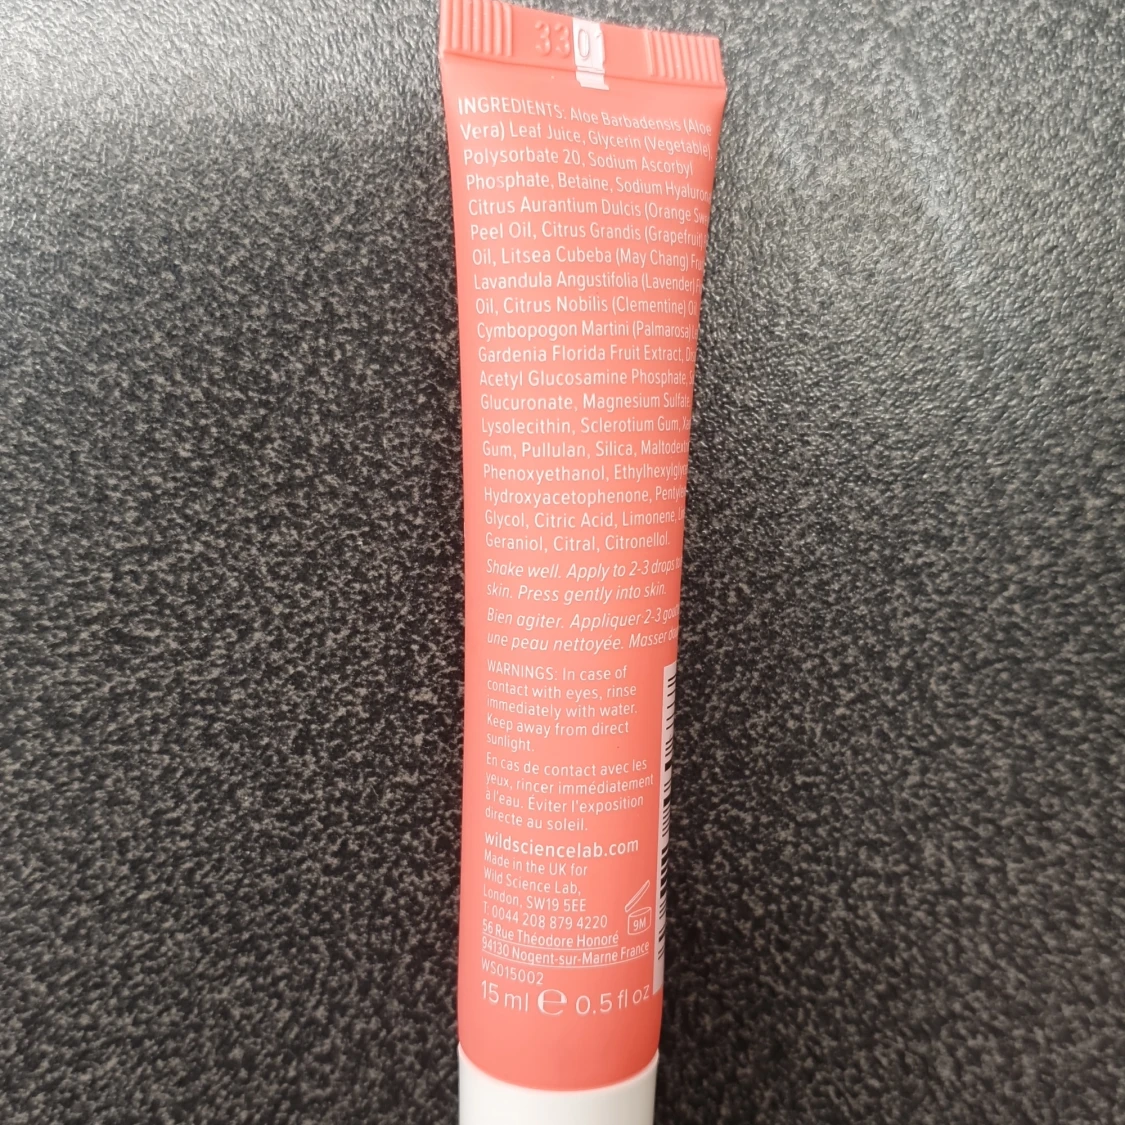 330
INGREDIENTS: Aloe Barbadensis (Aloe
Vera) Leaf Juice, Glycerin (Vegetable),
Polysorbate 20, Sodium Ascorbyl
Phosphate, Betaine, Sodium
Citrus Aurantium Dulcis (Orange
Peel Oil, Citrus Grandis (Grapefruit)
Oil, Litsea Cubeba (May Chang)
Lavandula Angustifolia (Lavender)
Oil, Citrus Nobilis (Clementine)
Cymbopogon Martini (Palmarosa)
Gardenia Florida Fruit Extract,
Acetyl Glucosamine Phosphate,
Glucuronate, Magnesium Sulfate,
Lysolecithin, Sclerotium Gum,
Gum, Pullulan, Silica,
Phenoxyethanol,
Hydroxyacetophenone,
Glycol, Citric Acid, Limonene,
Geraniol, Citral, Citronellol.
Shake well. Apply to 2-3 drops
skin. Press gently into skin.
Bien agiter. Appliquer 2-3
une peau nettoyée. Masser
WARNINGS: In case of
contact with eyes, rinse
immediately with water.
Keep away from direct
sunlight.
En cas de contact avec les
yeux, rincer immédiatement
à l'eau. Éviter l'exposition
directe au soleil.
wildsciencelab.com
Made in the UK for
Wild Science Lab,
London, SW19 5EE
T: 0044 208 879 4220
9M
56 Rue Théodore Honoré
94130 Nogent-sur-Marne France
WS015002
15 ml e 0.5 fl oz